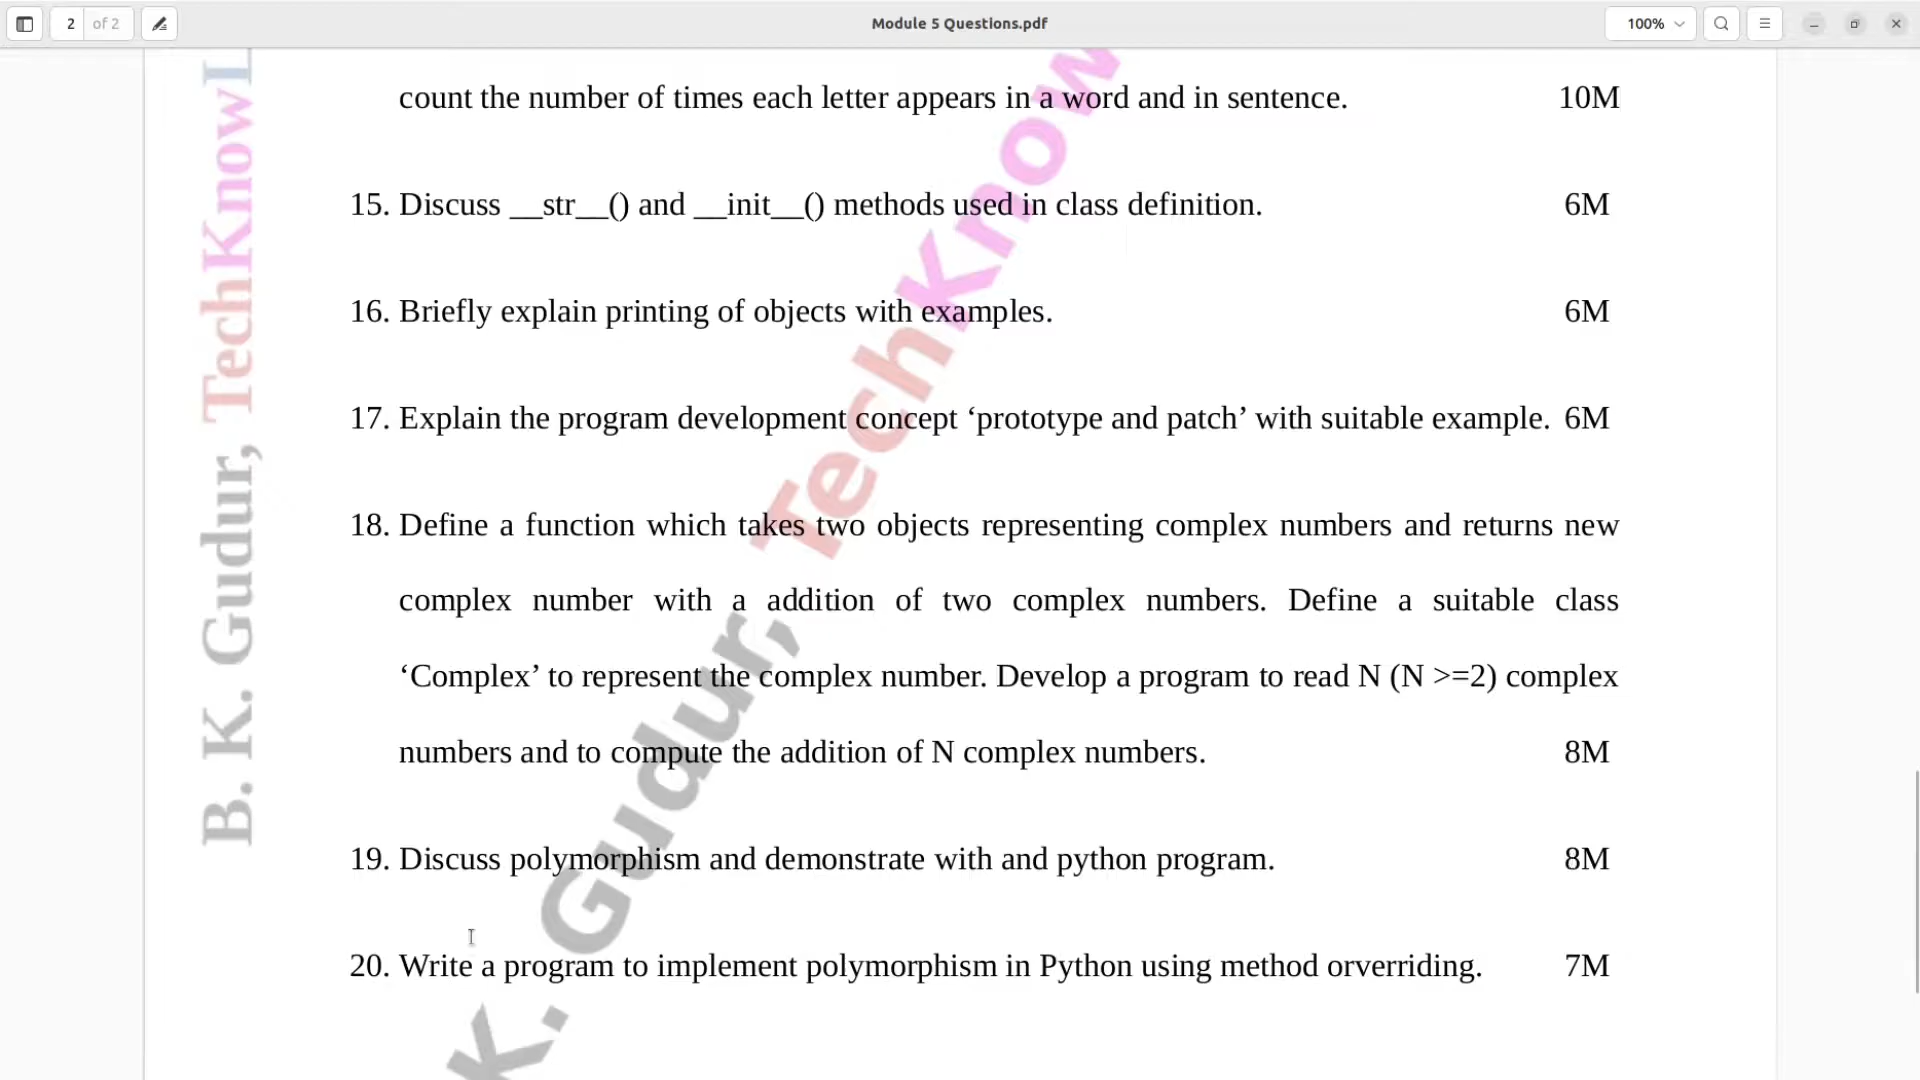 2 of 2
Module 5 Questions.pdf
100%
count the number of times each letter appears in a word and in sentence. 10M
15. Discuss __str__() and __init__() methods used in class definition. 6M
16. Briefly explain printing of objects with examples. 6M
17. Explain the program development concept ‘prototype and patch’ with suitable example. 6M
18. Define a function which takes two objects representing complex numbers and returns new
complex number with a addition of two complex numbers. Define a suitable class
‘Complex’ to represent the complex number. Develop a program to read N (N >=2) complex
numbers and to compute the addition of N complex numbers. 8M
19. Discuss polymorphism and demonstrate with and python program. 8M
20. Write a program to implement polymorphism in Python using method orverriding. 7M
B. K. Gudur, TechKnowL
K. Gudur, TechKnow